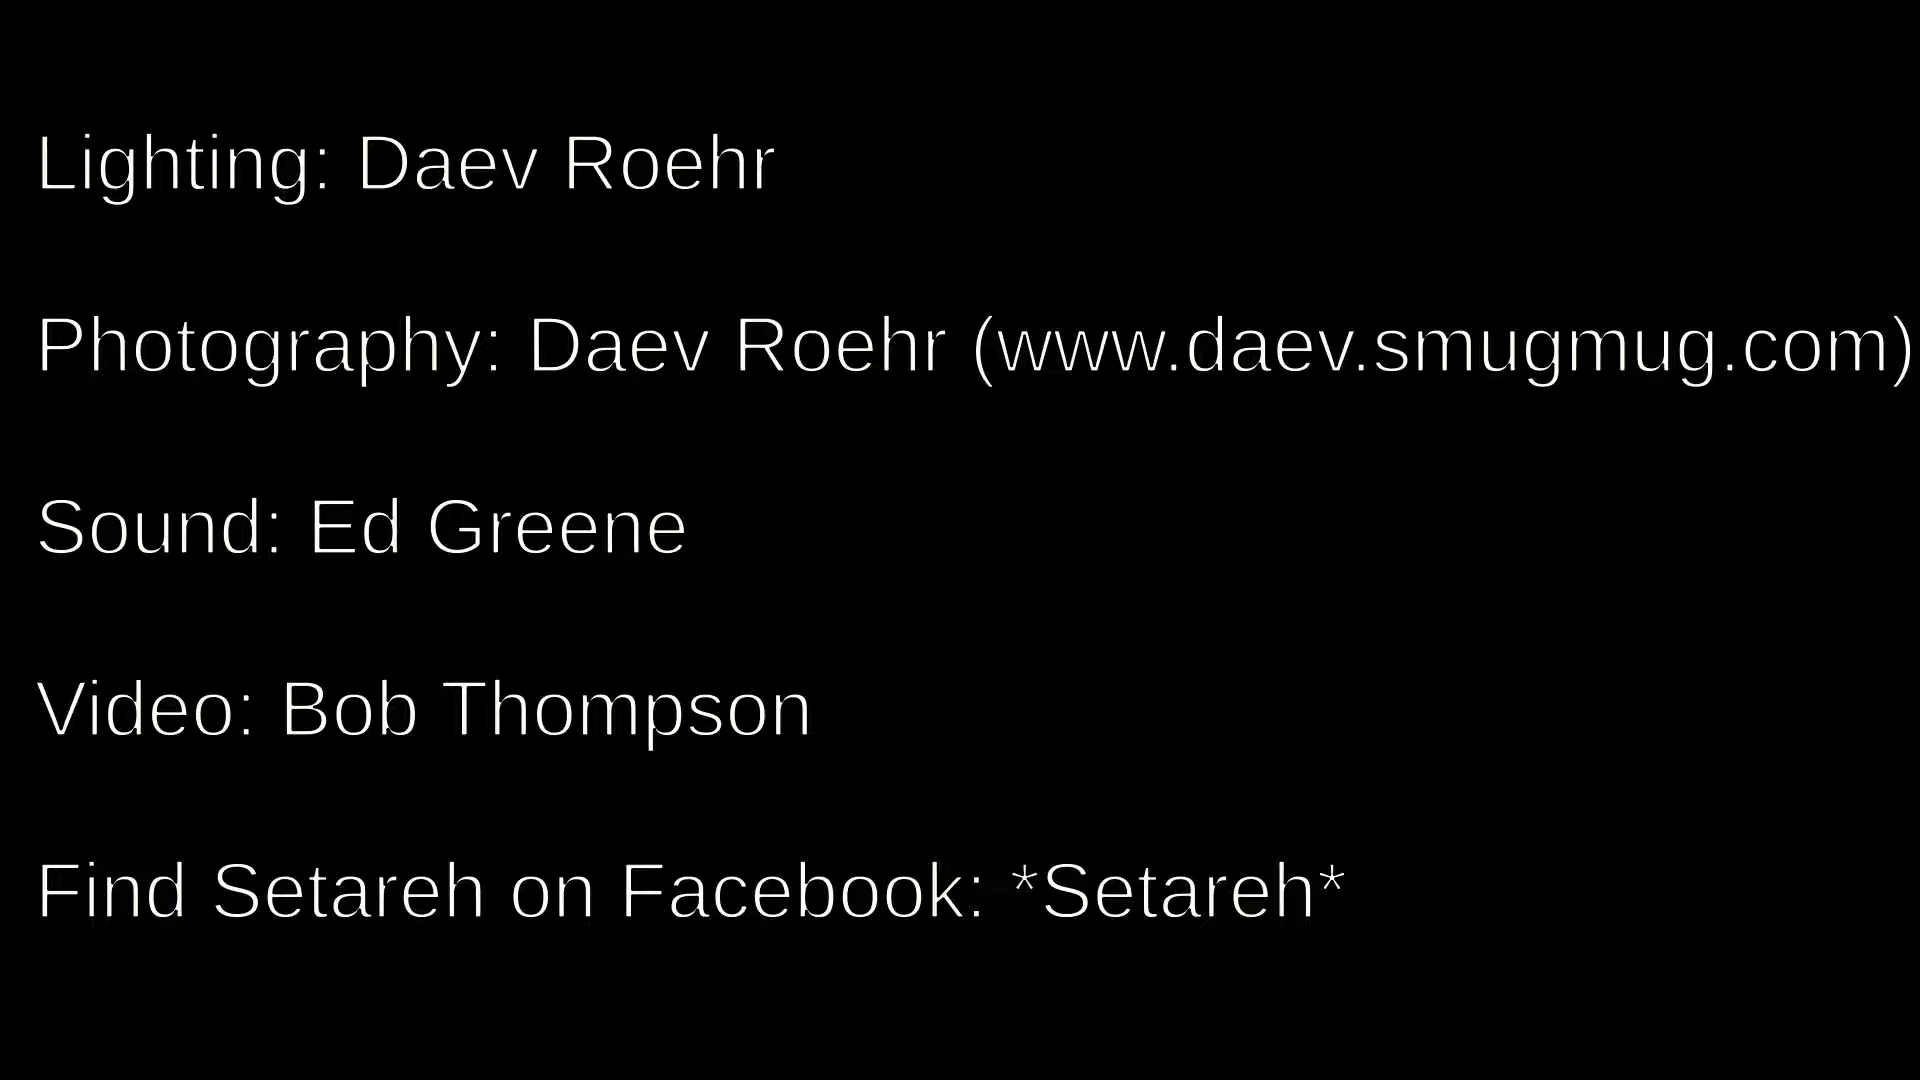 Lighting: Daev Roehr
Photography: Daev Roehr (www.daev.smugmug.com)
Sound: Ed Greene
Video: Bob Thompson
Find Setareh on Facebook: *Setareh*